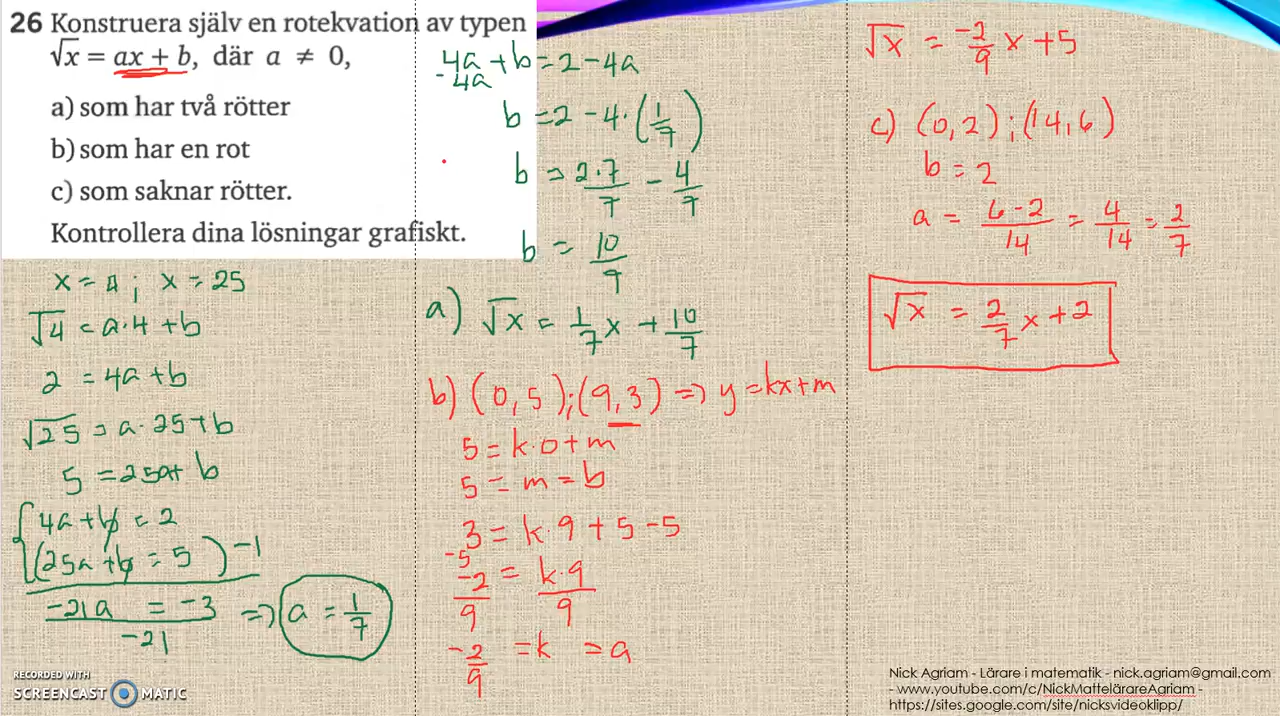 26 Konstruera själv en rotekvation av typen
√x = ax + b, där a ≠ 0,
a) som har två rötter
b) som har en rot
c) som saknar rötter.
Kontrollera dina lösningar grafiskt.
x = 4 ; x = 25
√4 = a·4 + b
2 = 4a + b
√25 = a·25 + b
5 = 25a + b
{4a + b = 2
(25a + b = 5) -1
-21a = -3 => a = 1/7
-21
4a + b = 2 - 4a
-4a
b = 2 - 4·(1/7)
b = 2·7/7 - 4/7
b = 10/9
a) √x = 1/7 x + 10/7
b) (0,5);(9,3) => y = kx + m
5 = k·0 + m
5 = m = b
3 = k·9 + 5 - 5
-5
-2/9 = k·9/9
-2/9 = k = a
√x = -2/9 x + 5
c) (0,2);(14,6)
b = 2
a = 6-2/14 = 4/14 = 2/7
√x = 2/7 x + 2
RECORDED WITH
SCREENCAST MATIC
Nick Agriam - Lärare i matematik - nick.agriam@gmail.com
- www.youtube.com/c/NickMattelärareAgriam -
https://sites.google.com/site/nicksvideoklipp/